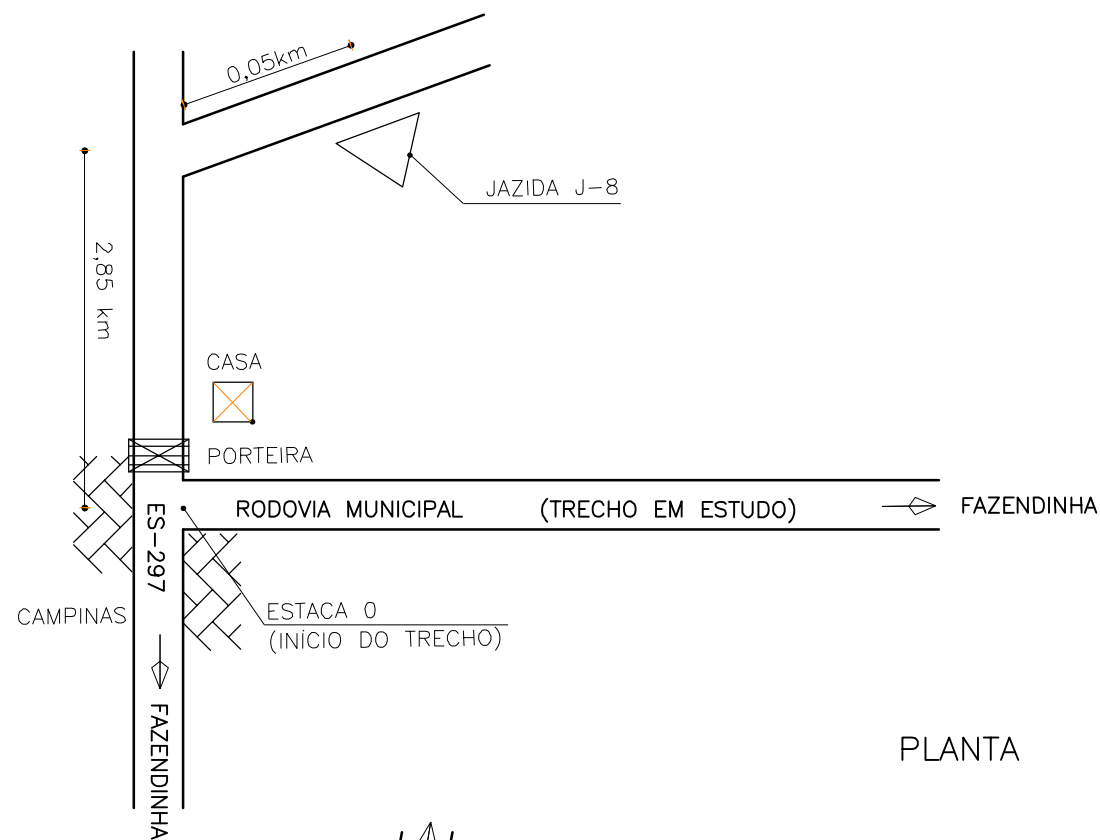 0,05km
JAZIDA J-8
2,85 km
CASA
PORTEIRA
RODOVIA MUNICIPAL (TRECHO EM ESTUDO)
FAZENDINHA
ES-297
CAMPINAS
ESTACA 0
(INÍCIO DO TRECHO)
FAZENDINHA
PLANTA